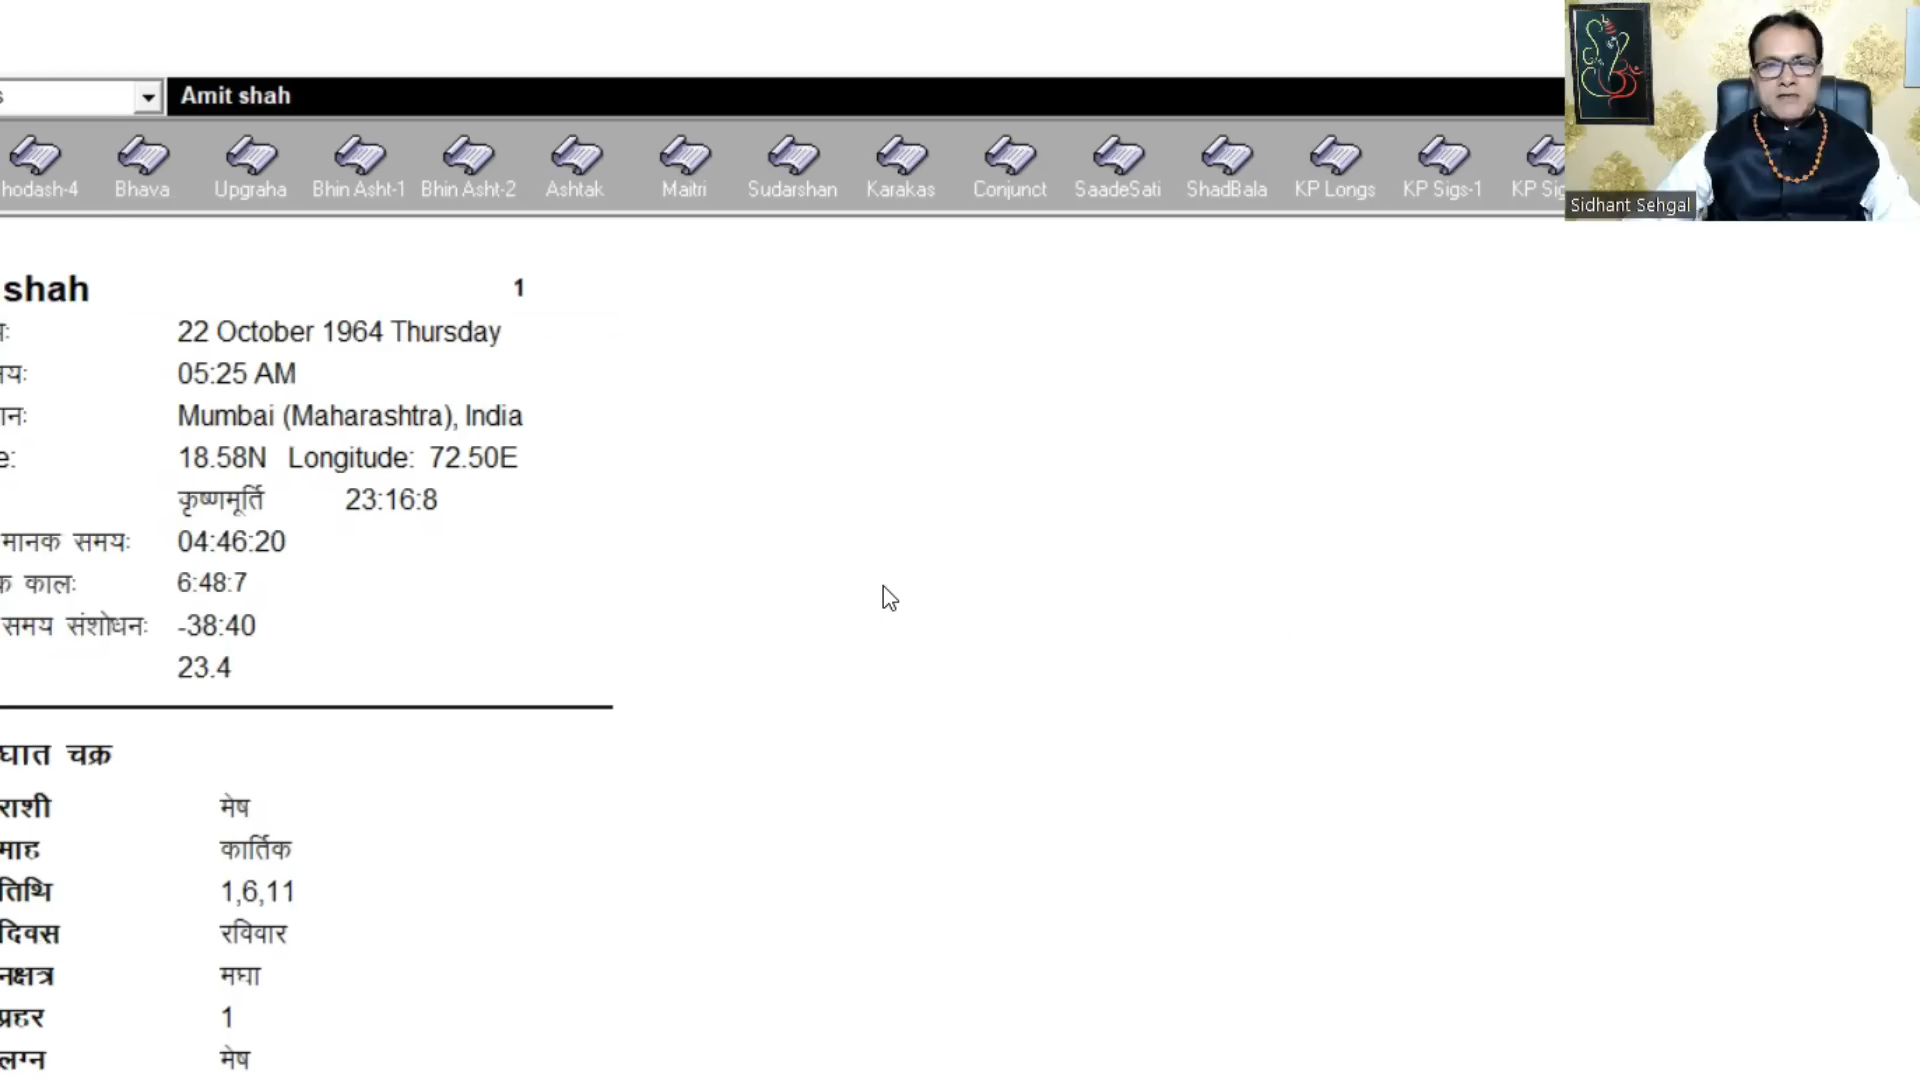 Amit shah
hodash-4 Bhava Upgraha Bhin Asht-1 Bhin Asht-2 Ashtak Maitri Sudarshan Karakas Conjunct SaadeSati ShadBala KP Longs KP Sigs-1 KP Sig
Sidhant Sehgal
shah 1
22 October 1964 Thursday
05:25 AM
Mumbai (Maharashtra), India
18.58N Longitude: 72.50E
कृष्णमूर्ति 23:16:8
मानक समय: 04:46:20
काल: 6:48:7
समय संशोधन: -38:40
23.4
घात चक्र
राशी मेष
माह कार्तिक
तिथि 1,6,11
दिवस रविवार
नक्षत्र मघा
प्रहर 1
लग्न मेष